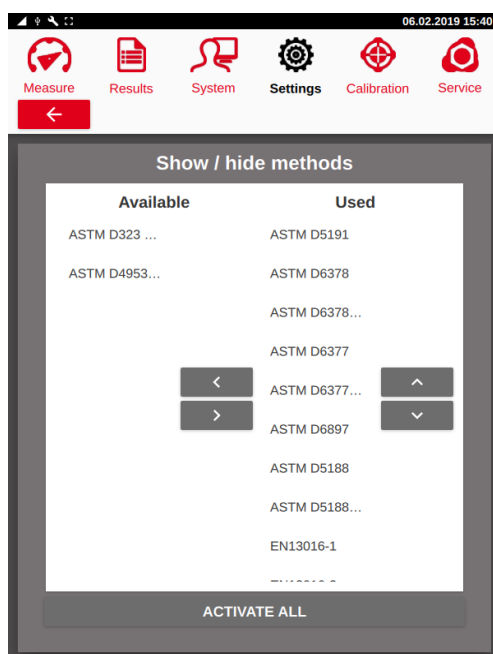 06.02.2019 15:40
Measure Results System Settings Calibration Service
Show / hide methods
Available Used
ASTM D323 … ASTM D5191
ASTM D4953… ASTM D6378
ASTM D6378…
ASTM D6377
ASTM D6377…
ASTM D6897
ASTM D5188
ASTM D5188…
EN13016-1
ACTIVATE ALL